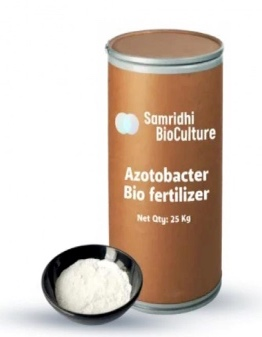 Samridhi
BioCulture
Azotobacter
Bio fertilizer
Net Qty: 25 Kg